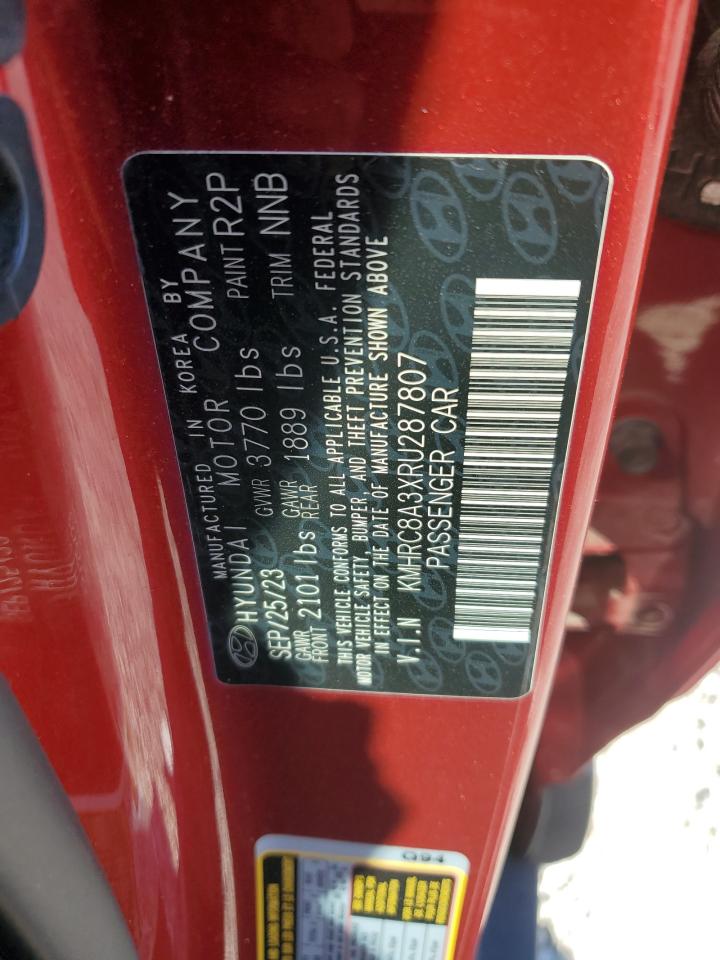 MANUFACTURED IN KOREA BY
HYUNDAI MOTOR COMPANY
SEP/25/23 GVWR 3770 lbs PAINT R2P
GAWR FRONT 2101 lbs GAWR REAR 1889 lbs TRIM NNB
THIS VEHICLE CONFORMS TO ALL APPLICABLE U.S.A. FEDERAL
MOTOR VEHICLE SAFETY, BUMPER, AND THEFT PREVENTION STANDARDS
IN EFFECT ON THE DATE OF MANUFACTURE SHOWN ABOVE
V.I.N KMHRC8A3XRU287807
PASSENGER CAR
Q94